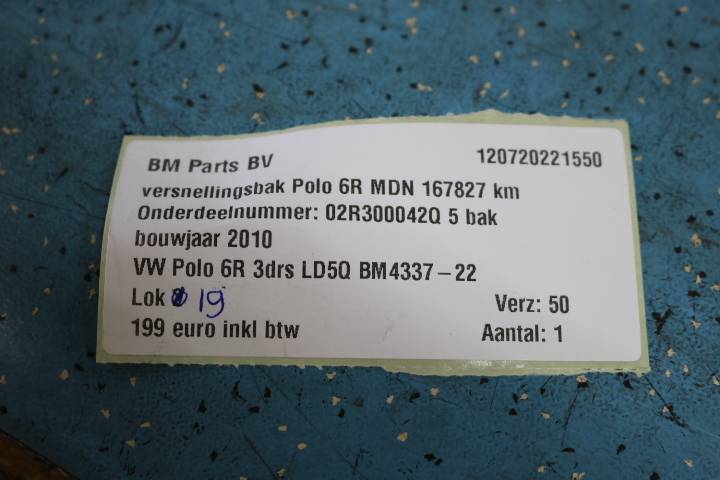 BM Parts BV 120720221550
versnellingsbak Polo 6R MDN 167827 km
Onderdeelnummer: 02R300042Q 5 bak
bouwjaar 2010
VW Polo 6R 3drs LD5Q BM4337-22
Lok 19 Verz: 50
199 euro inkl btw Aantal: 1